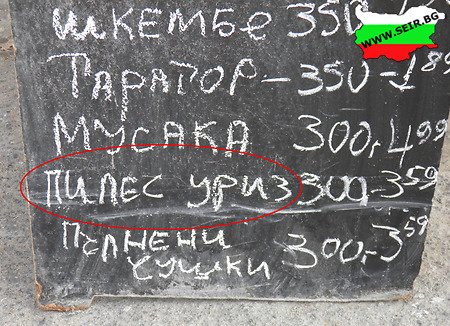 шкембе 350
WWW.SEIR.BG
ТАРАТОР-350-1 89
МУСАКА 300, 4 99
ПИЛЕС УРИЗ 300-3 59
ПЪЛНЕНИ
ЧУШКИ 300-3 59